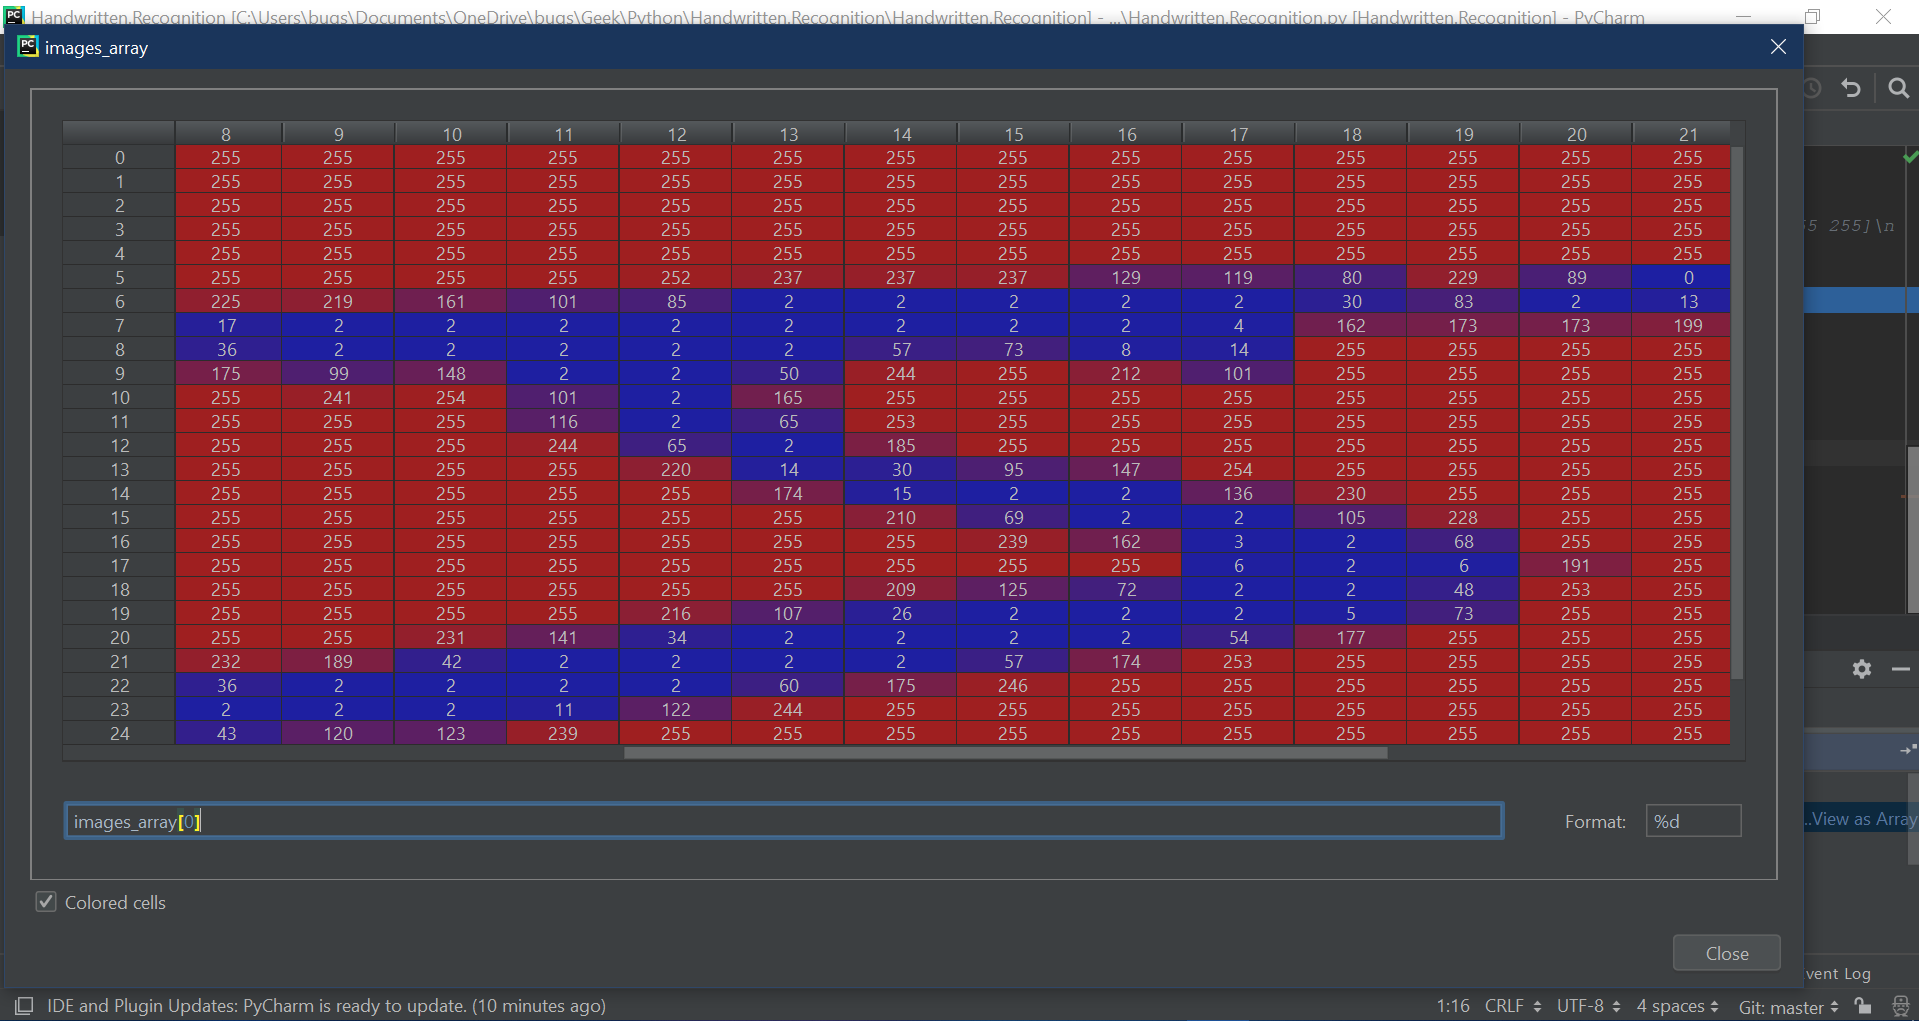 PC Handwritten.Recognition [C:\Users\bugs\Documents\OneDrive\bugs\Geek\Python\Handwritten.Recognition\Handwritten.Recognition] - ...\Handwritten.Recognition.py [Handwritten.Recognition] - PyCharm
PC images_array
8 9 10 11 12 13 14 15 16 17 18 19 20 21
0 255 255 255 255 255 255 255 255 255 255 255 255 255 255
1 255 255 255 255 255 255 255 255 255 255 255 255 255 255
2 255 255 255 255 255 255 255 255 255 255 255 255 255 255
3 255 255 255 255 255 255 255 255 255 255 255 255 255 255
4 255 255 255 255 255 255 255 255 255 255 255 255 255 255
5 255 255 255 255 252 237 237 237 129 119 80 229 89 0
6 225 219 161 101 85 2 2 2 2 2 30 83 2 13
7 17 2 2 2 2 2 2 2 2 4 162 173 173 199
8 36 2 2 2 2 2 57 73 8 14 255 255 255 255
9 175 99 148 2 2 50 244 255 212 101 255 255 255 255
10 255 241 254 101 2 165 255 255 255 255 255 255 255 255
11 255 255 255 116 2 65 253 255 255 255 255 255 255 255
12 255 255 255 244 65 2 185 255 255 255 255 255 255 255
13 255 255 255 255 220 14 30 95 147 254 255 255 255 255
14 255 255 255 255 255 174 15 2 2 136 230 255 255 255
15 255 255 255 255 255 255 210 69 2 2 105 228 255 255
16 255 255 255 255 255 255 255 239 162 3 2 68 255 255
17 255 255 255 255 255 255 255 255 255 6 2 6 191 255
18 255 255 255 255 255 255 209 125 72 2 2 48 253 255
19 255 255 255 255 216 107 26 2 2 2 5 73 255 255
20 255 255 231 141 34 2 2 2 2 54 177 255 255 255
21 232 189 42 2 2 2 2 57 174 253 255 255 255 255
22 36 2 2 2 2 60 175 246 255 255 255 255 255 255
23 2 2 2 11 122 244 255 255 255 255 255 255 255 255
24 43 120 123 239 255 255 255 255 255 255 255 255 255 255
5 255]\n
images_array[0] Format: %d
...View as Array
Colored cells
Close
vent Log
IDE and Plugin Updates: PyCharm is ready to update. (10 minutes ago) 1:16 CRLF UTF-8 4 spaces Git: master